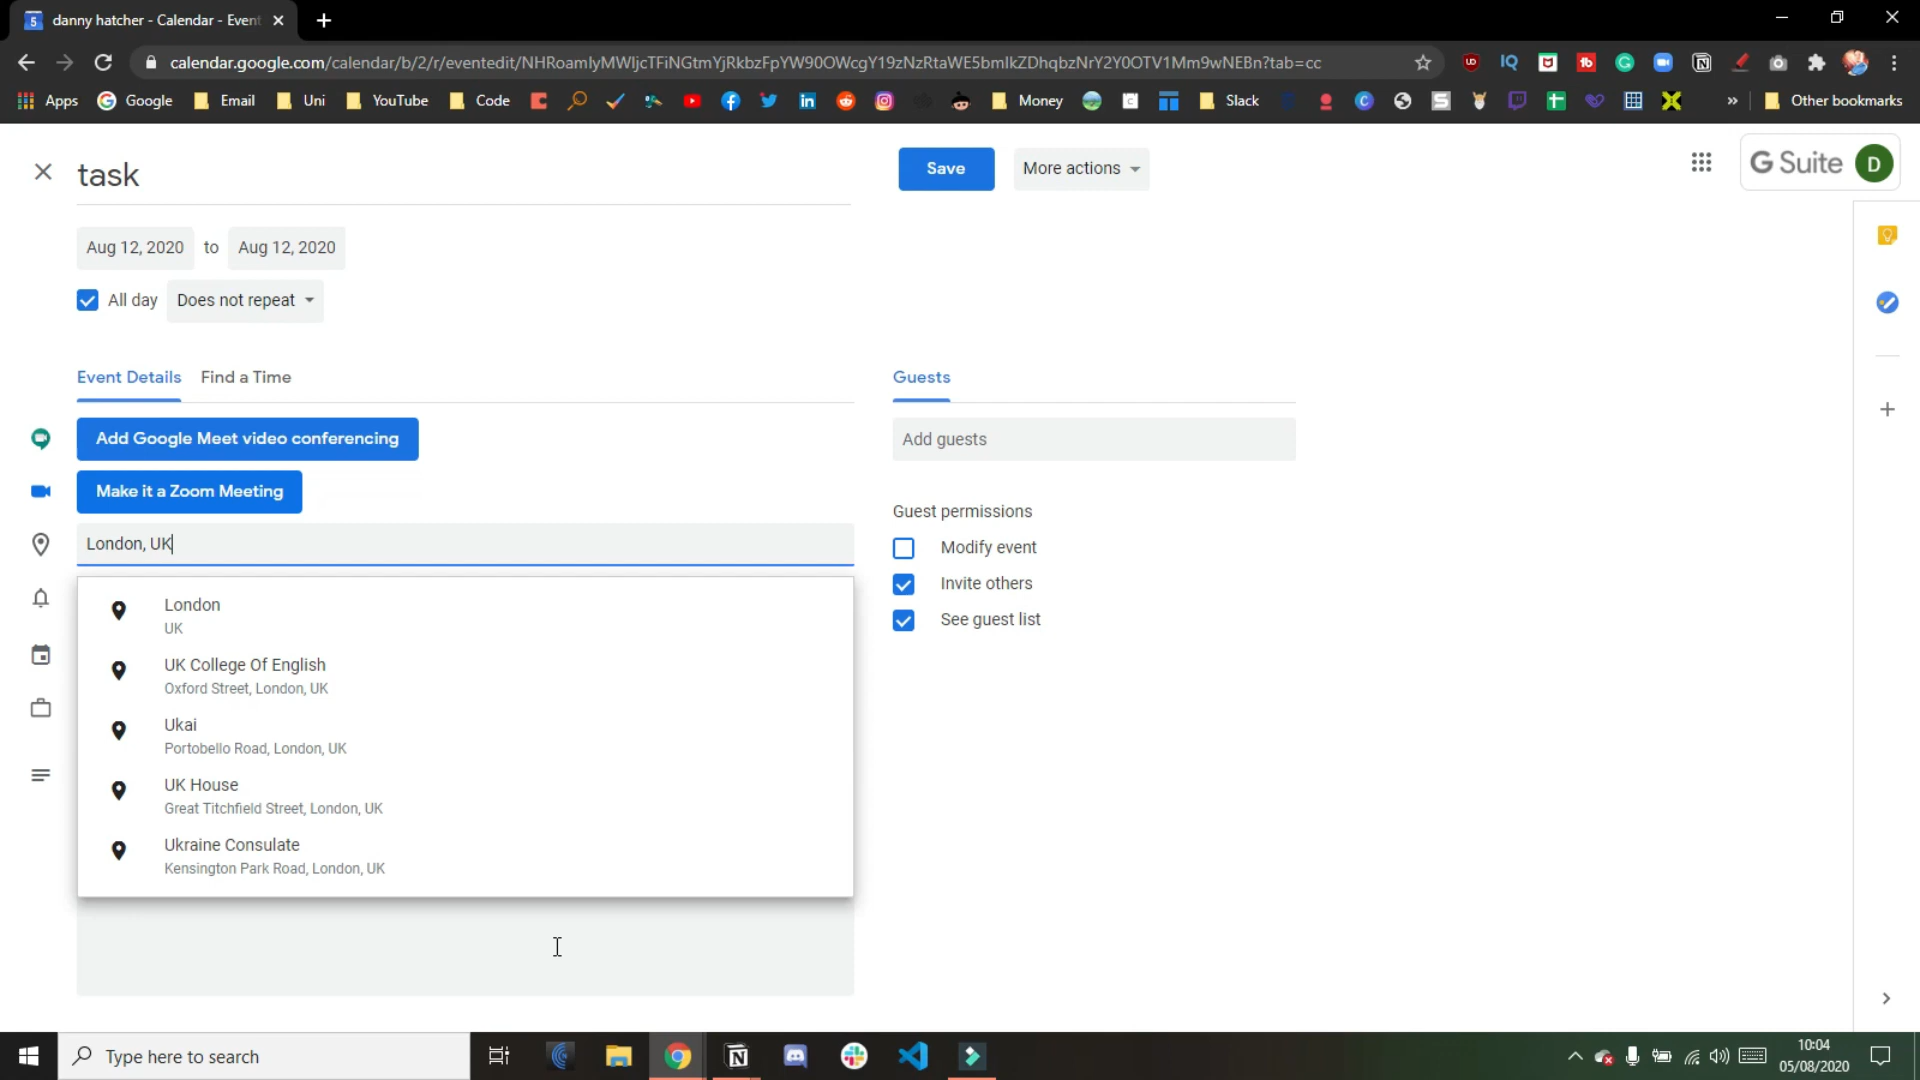 danny hatcher - Calendar - Event
calendar.google.com/calendar/b/2/r/eventedit/NHRoamIyMWIjcTFiNGtmYjRkbzFpYW90OWcgY19zNzRtaWE5bmlkZDhqbzNrY2Y0OTV1Mm9wNEBn?tab=cc
Apps Google Email Uni YouTube Code Money Slack » Other bookmarks
task
Save
More actions
G Suite D
Aug 12, 2020 to Aug 12, 2020
All day Does not repeat
Event Details Find a Time
Guests
Add Google Meet video conferencing
Add guests
Make it a Zoom Meeting
Guest permissions
London, UK
Modify event
Invite others
See guest list
London
UK
UK College Of English
Oxford Street, London, UK
Ukai
Portobello Road, London, UK
UK House
Great Titchfield Street, London, UK
Ukraine Consulate
Kensington Park Road, London, UK
Type here to search
10:04
05/08/2020